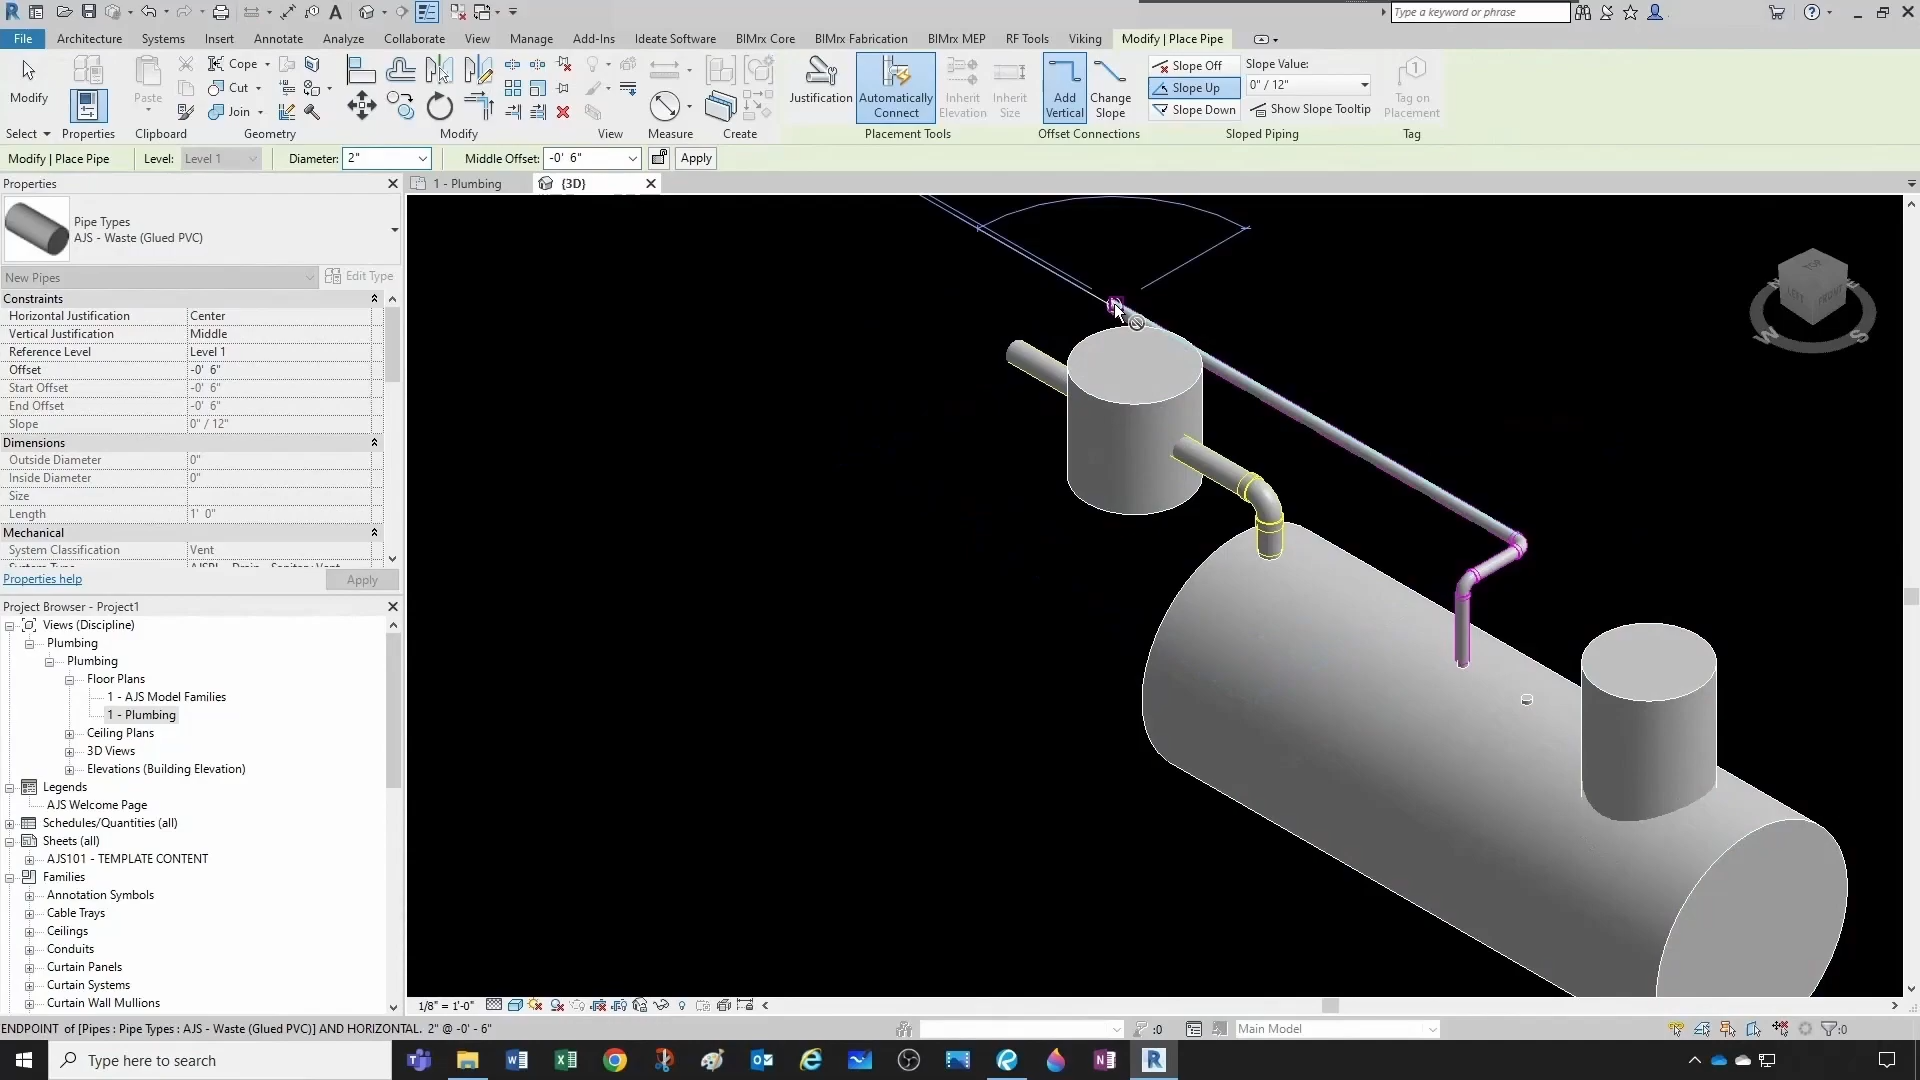 Type a keyword or phrase
File Architecture Systems Insert Annotate Analyze Collaborate View Manage Add-Ins Ideate Software BIMrx Core BIMrx Fabrication BIMrx MEP RF Tools Viking Modify | Place Pipe
Modify
Paste
Cope
Cut
Join
Justification
Automatically Connect
Inherit Elevation
Inherit Size
Add Vertical
Change Slope
Slope Off
Slope Up
Slope Down
Slope Value:
0" / 12"
Show Slope Tooltip
Tag on Placement
Select Properties Clipboard Geometry Modify View Measure Create Placement Tools Offset Connections Sloped Piping Tag
Modify | Place Pipe Level: Level 1 Diameter: 2" Middle Offset: -0' 6" Apply
Properties
1 - Plumbing
{3D}
Pipe Types
AJS - Waste (Glued PVC)
New Pipes Edit Type
Constraints
Horizontal Justification Center
Vertical Justification Middle
Reference Level Level 1
Offset -0' 6"
Start Offset -0' 6"
End Offset -0' 6"
Slope 0" / 12"
Dimensions
Outside Diameter 0"
Inside Diameter 0"
Size
Length 1' 0"
Mechanical
System Classification Vent
Properties help Apply
Project Browser - Project1
Views (Discipline)
Plumbing
Plumbing
Floor Plans
1 - AJS Model Families
1 - Plumbing
Ceiling Plans
3D Views
Elevations (Building Elevation)
Legends
AJS Welcome Page
Schedules/Quantities (all)
Sheets (all)
AJS101 - TEMPLATE CONTENT
Families
Annotation Symbols
Cable Trays
Ceilings
Conduits
Curtain Panels
Curtain Systems
Curtain Wall Mullions
TOP
LEFT
FRONT
W
S
1/8" = 1'-0"
ENDPOINT of [Pipes : Pipe Types : AJS - Waste (Glued PVC)] AND HORIZONTAL. 2" @ -0' - 6"
:0
Main Model
:0
Type here to search